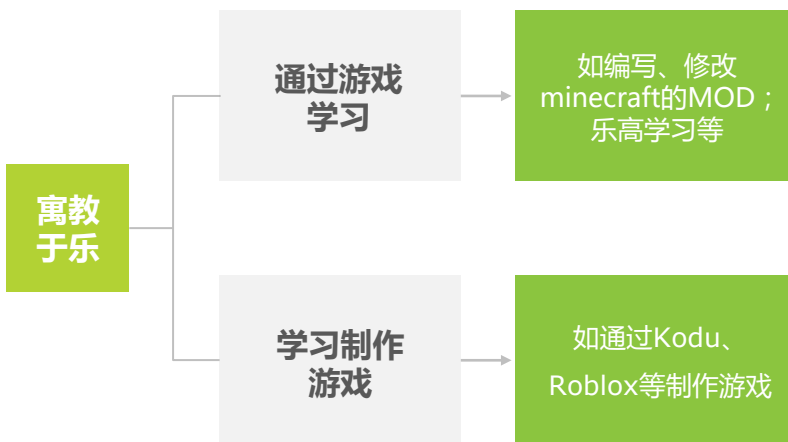 通过游戏
学习
如编写、修改
minecraft的MOD；
乐高学习等
寓教
于乐
学习制作
游戏
如通过Kodu、
Roblox等制作游戏